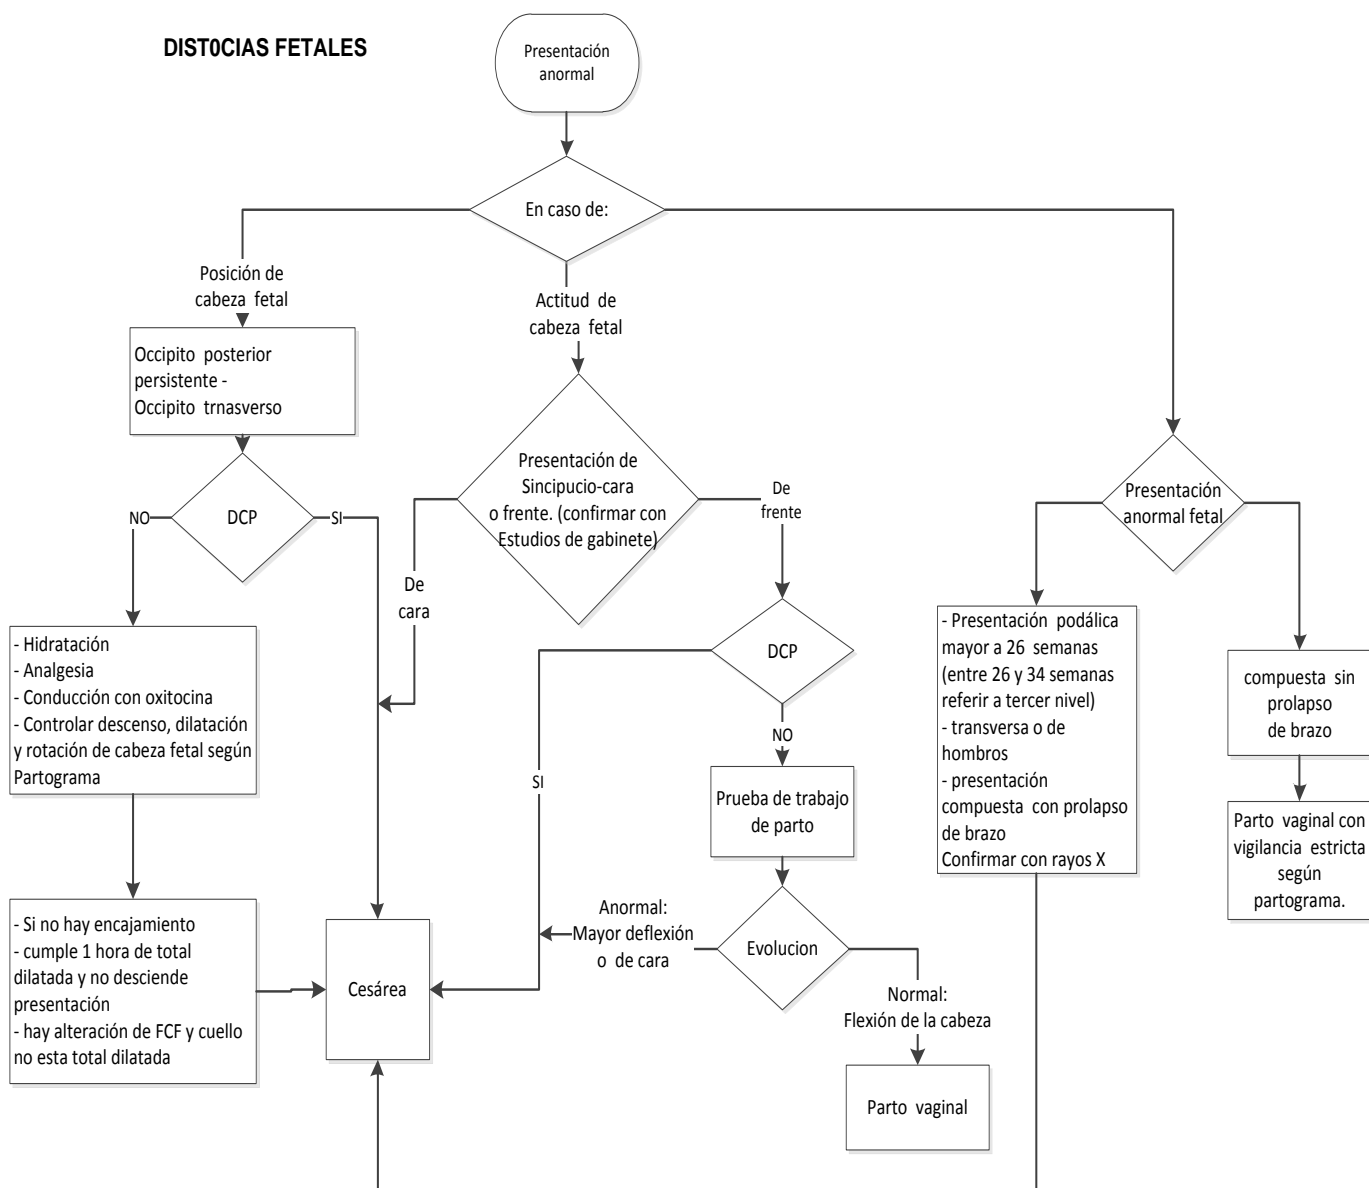 DIST0CIAS FETALES
Presentación
anormal
En caso de:
Posición de
cabeza fetal
Actitud de
cabeza fetal
Occipito posterior
persistente -
Occipito trnasverso
DCP
NO
SI
- Hidratación
- Analgesia
- Conducción con oxitocina
- Controlar descenso, dilatación
y rotación de cabeza fetal según
Partograma
- Si no hay encajamiento
- cumple 1 hora de total
dilatada y no desciende
presentación
- hay alteración de FCF y cuello
no esta total dilatada
Cesárea
Presentación de
Sincipucio-cara
o frente. (confirmar con
Estudios de gabinete)
De
cara
De
frente
DCP
SI
NO
Prueba de trabajo
de parto
Evolucion
Anormal:
Mayor deflexión
o de cara
Normal:
Flexión de la cabeza
Parto vaginal
Presentación
anormal fetal
- Presentación podálica
mayor a 26 semanas
(entre 26 y 34 semanas
referir a tercer nivel)
- transversa o de
hombros
- presentación
compuesta con prolapso
de brazo
Confirmar con rayos X
compuesta sin
prolapso
de brazo
Parto vaginal con
vigilancia estricta
según
partograma.